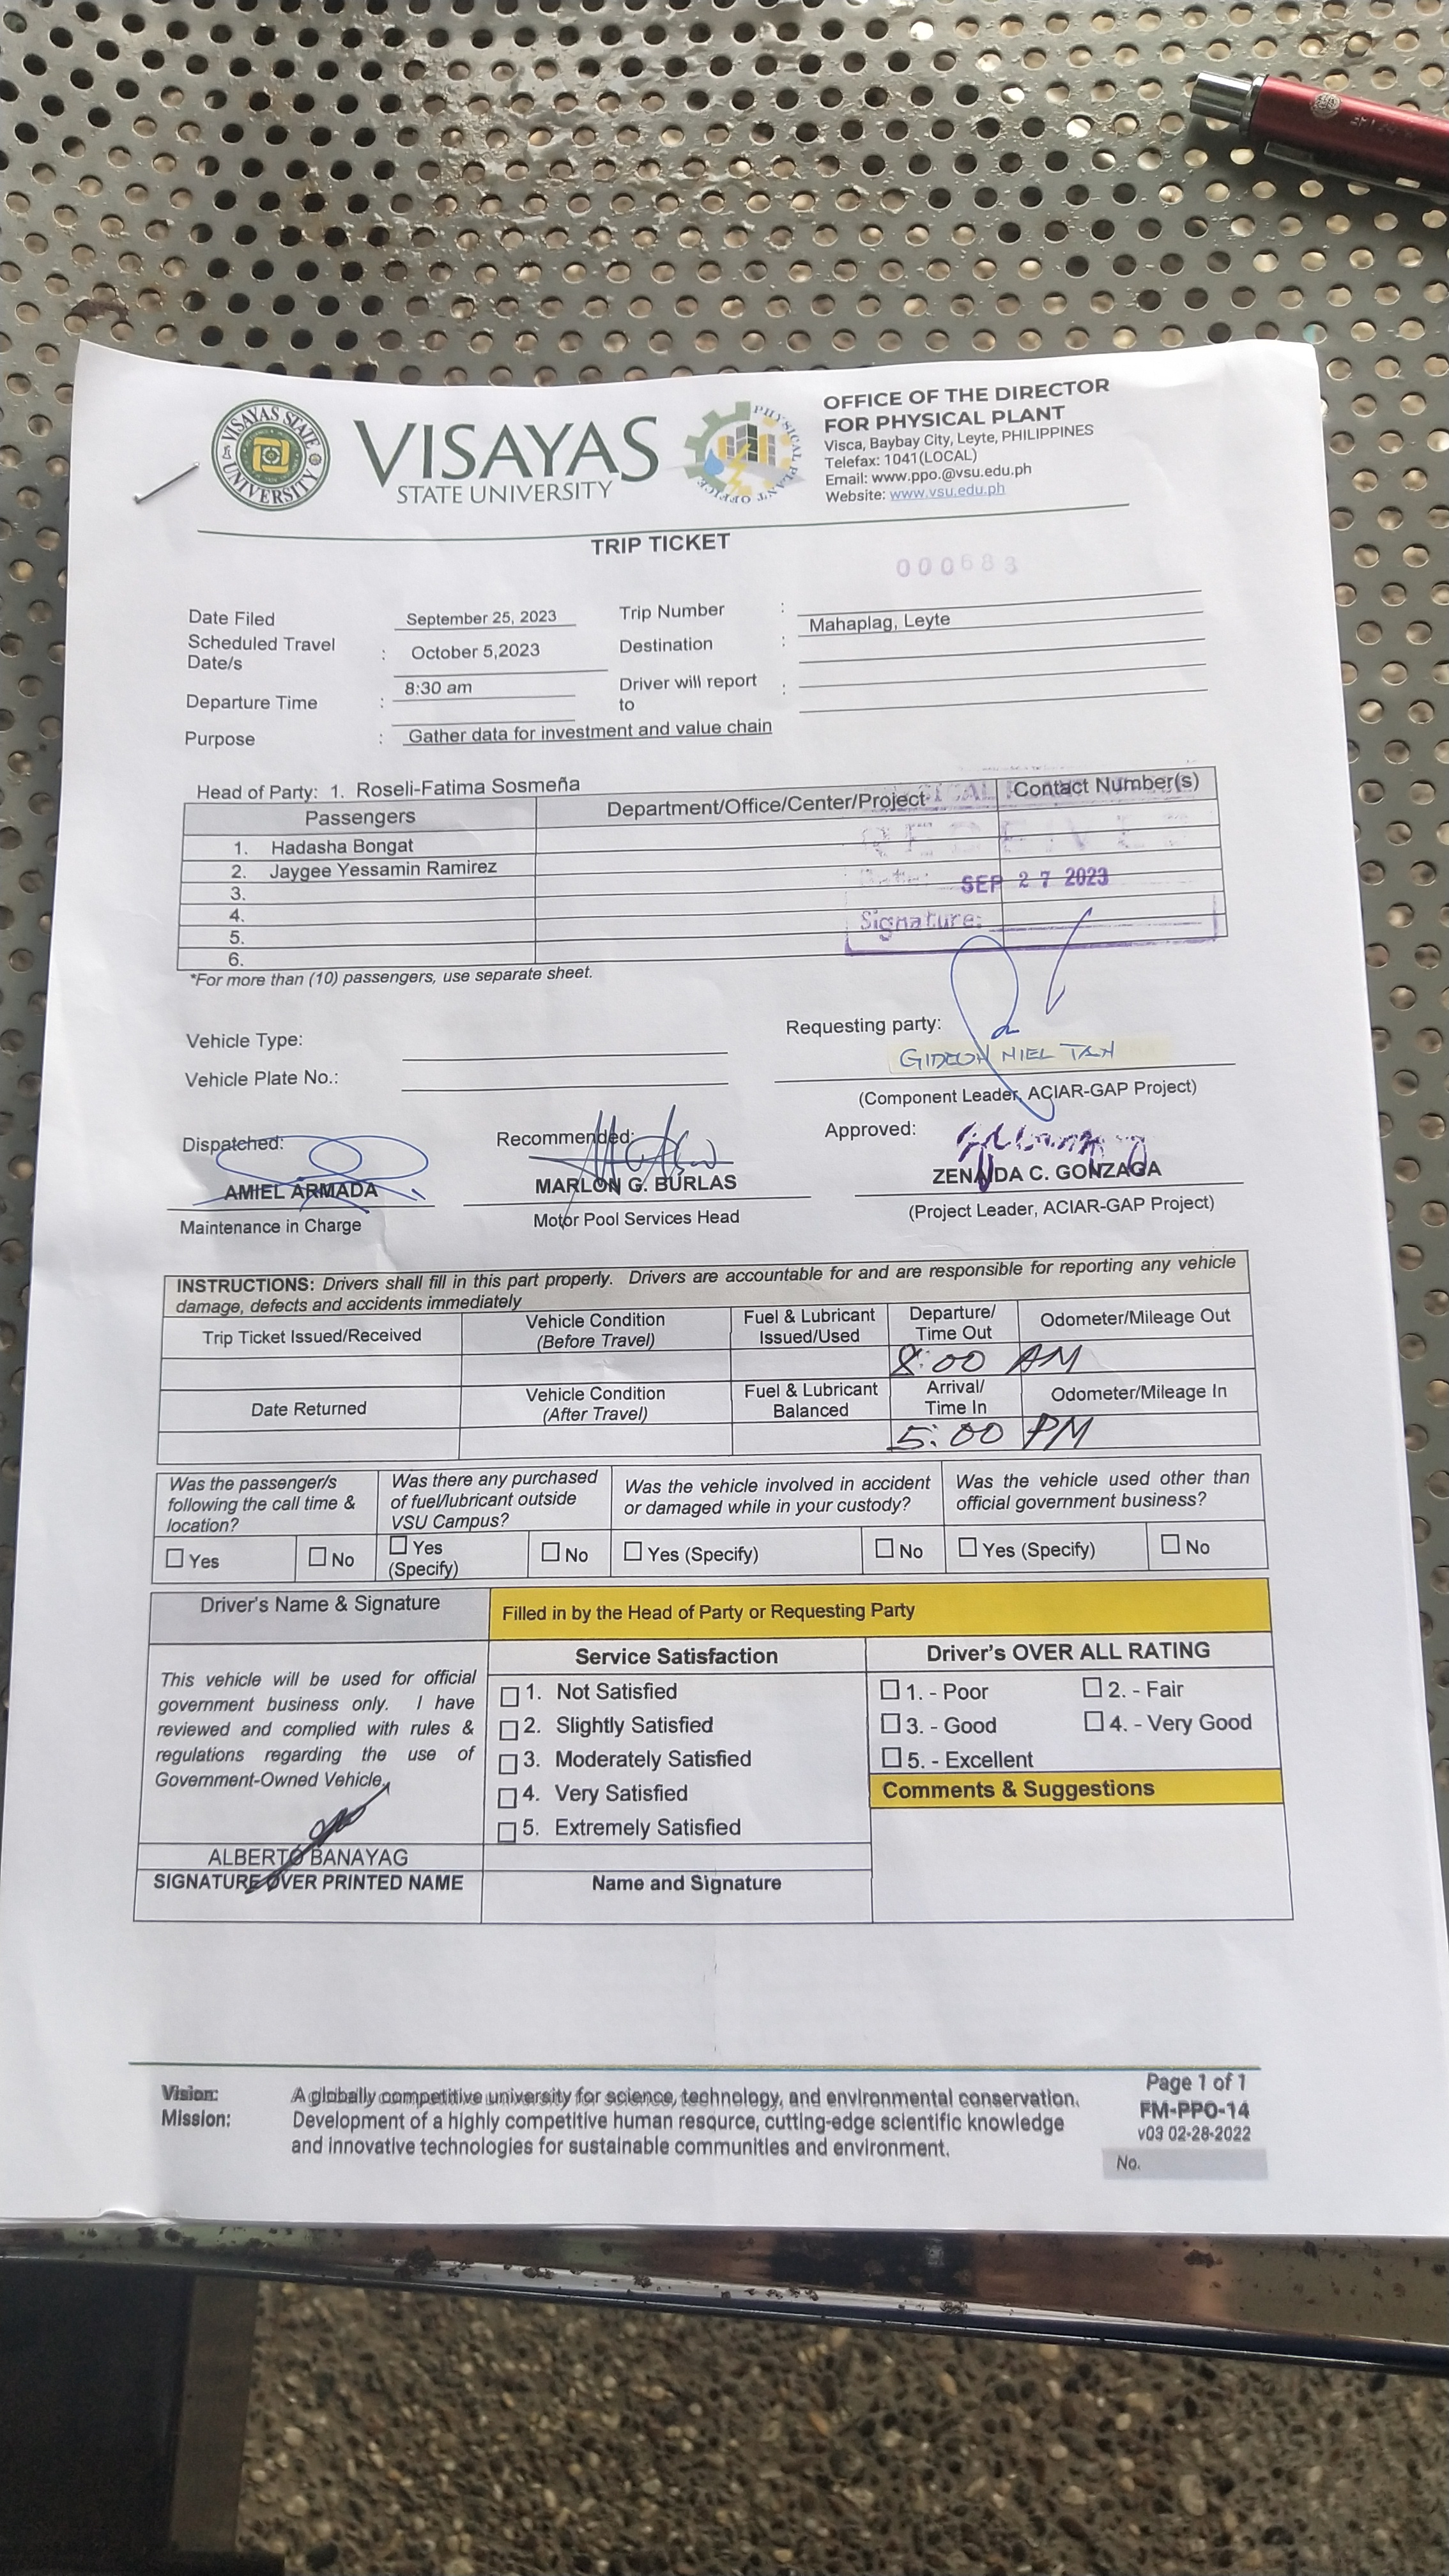 VISAYAS STATE UNIVERSITY
PHYSICAL PLANT OFFICE
VISAYAS
STATE UNIVERSITY
OFFICE OF THE DIRECTOR
FOR PHYSICAL PLANT
Visca, Baybay City, Leyte, PHILIPPINES
Telefax: 1041(LOCAL)
Email: www.ppo.@vsu.edu.ph
Website: www.vsu.edu.ph
TRIP TICKET
000683
Date Filed September 25, 2023 Trip Number :
Scheduled Travel Date/s : October 5,2023 Destination : Mahaplag, Leyte
Departure Time : 8:30 am Driver will report to :
Purpose : Gather data for investment and value chain
Head of Party: 1. Roseli-Fatima Sosmeña
Passengers Department/Office/Center/Project Contact Number(s)
1. Hadasha Bongat
2. Jaygee Yessamin Ramirez
3.
4.
5.
6.
Date: SEP 27 2023
Signature:
*For more than (10) passengers, use separate sheet.
Vehicle Type:
Vehicle Plate No.:
Requesting party:
GIDEON NIEL TAN
(Component Leader, ACIAR-GAP Project)
Dispatched: Recommended: Approved:
AMIEL ARMADA MARLON G. BURLAS ZENAIDA C. GONZAGA
Maintenance in Charge Motor Pool Services Head (Project Leader, ACIAR-GAP Project)
INSTRUCTIONS: Drivers shall fill in this part properly. Drivers are accountable for and are responsible for reporting any vehicle
damage, defects and accidents immediately
Trip Ticket Issued/Received Vehicle Condition (Before Travel) Fuel & Lubricant Issued/Used Departure/ Time Out Odometer/Mileage Out
8:00 AM
Date Returned Vehicle Condition (After Travel) Fuel & Lubricant Balanced Arrival/ Time In Odometer/Mileage In
5:00 PM
Was the passenger/s following the call time & location? Was there any purchased of fuel/lubricant outside VSU Campus? Was the vehicle involved in accident or damaged while in your custody? Was the vehicle used other than official government business?
Yes No Yes (Specify) No Yes (Specify) No Yes (Specify) No
Driver's Name & Signature Filled in by the Head of Party or Requesting Party
This vehicle will be used for official
government business only. I have
reviewed and complied with rules &
regulations regarding the use of
Government-Owned Vehicle.
ALBERTO BANAYAG
SIGNATURE OVER PRINTED NAME
Service Satisfaction
1. Not Satisfied
2. Slightly Satisfied
3. Moderately Satisfied
4. Very Satisfied
5. Extremely Satisfied
Name and Signature
Driver's OVER ALL RATING
1. - Poor 2. - Fair
3. - Good 4. - Very Good
5. - Excellent
Comments & Suggestions
Vision: A globally competitive university for science, technology, and environmental conservation.
Mission: Development of a highly competitive human resource, cutting-edge scientific knowledge
and innovative technologies for sustainable communities and environment.
Page 1 of 1
FM-PPO-14
v03 02-28-2022
No.